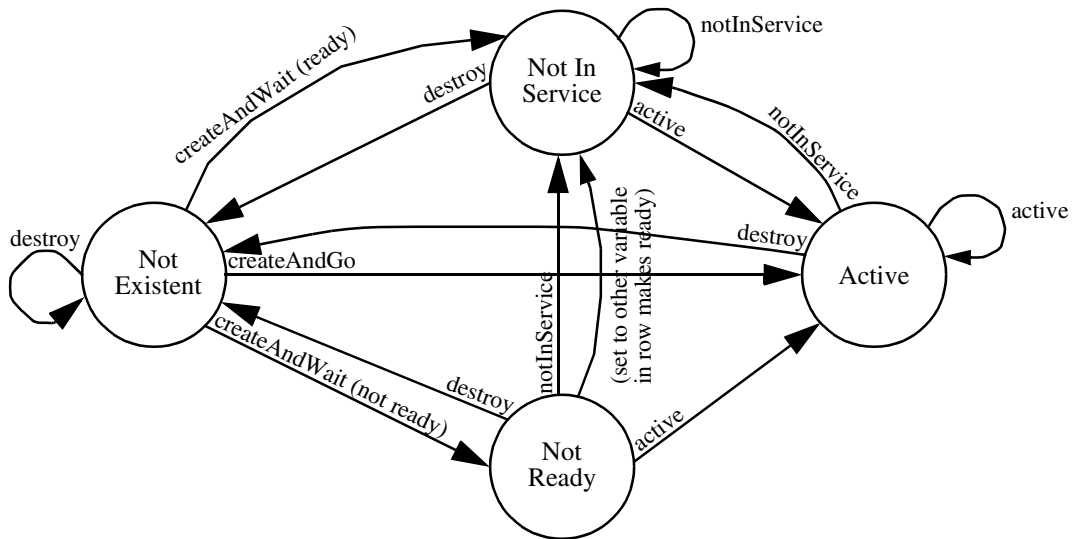 notInService
createAndWait (ready)
Not In
Service
destroy
active
notInService
destroy
Not
Existent
createAndGo
destroy
active
Active
(set to other variable
in row makes ready)
notInService
createAndWait (not ready)
destroy
active
Not
Ready